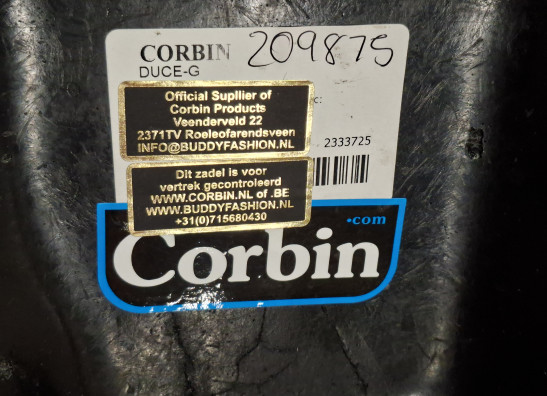 CORBIN 209875
DUCE-G
Official Supllier of
Corbin Products
Veenderveld 22
2371TV Roeleofarendsveen
INFO@BUDDYFASHION.NL
c:
2333725
Dit zadel is voor
vertrek gecontroleerd
WWW.CORBIN.NL of .BE
WWW.BUDDYFASHION.NL
+31(0)715680430
.com
Corbin